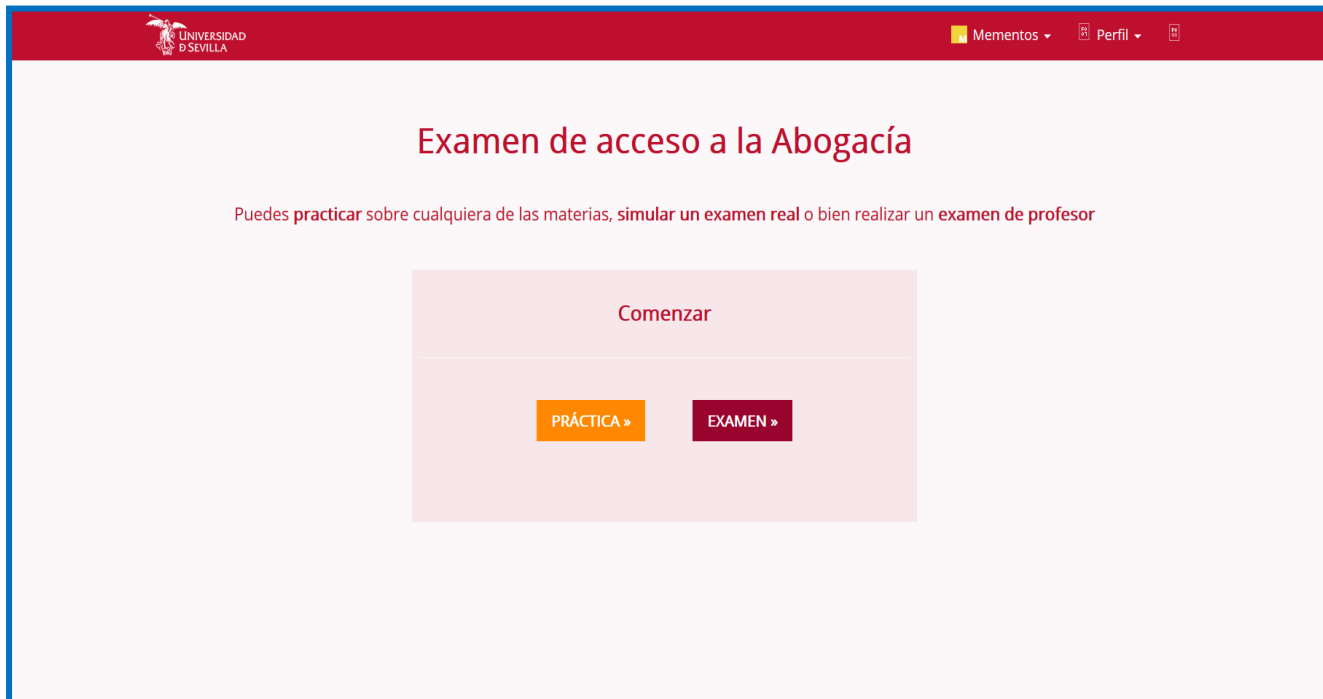 UNIVERSIDAD
D SEVILLA
M Mementos
Perfil
Examen de acceso a la Abogacía
Puedes practicar sobre cualquiera de las materias, simular un examen real o bien realizar un examen de profesor
Comenzar
PRÁCTICA »
EXAMEN »